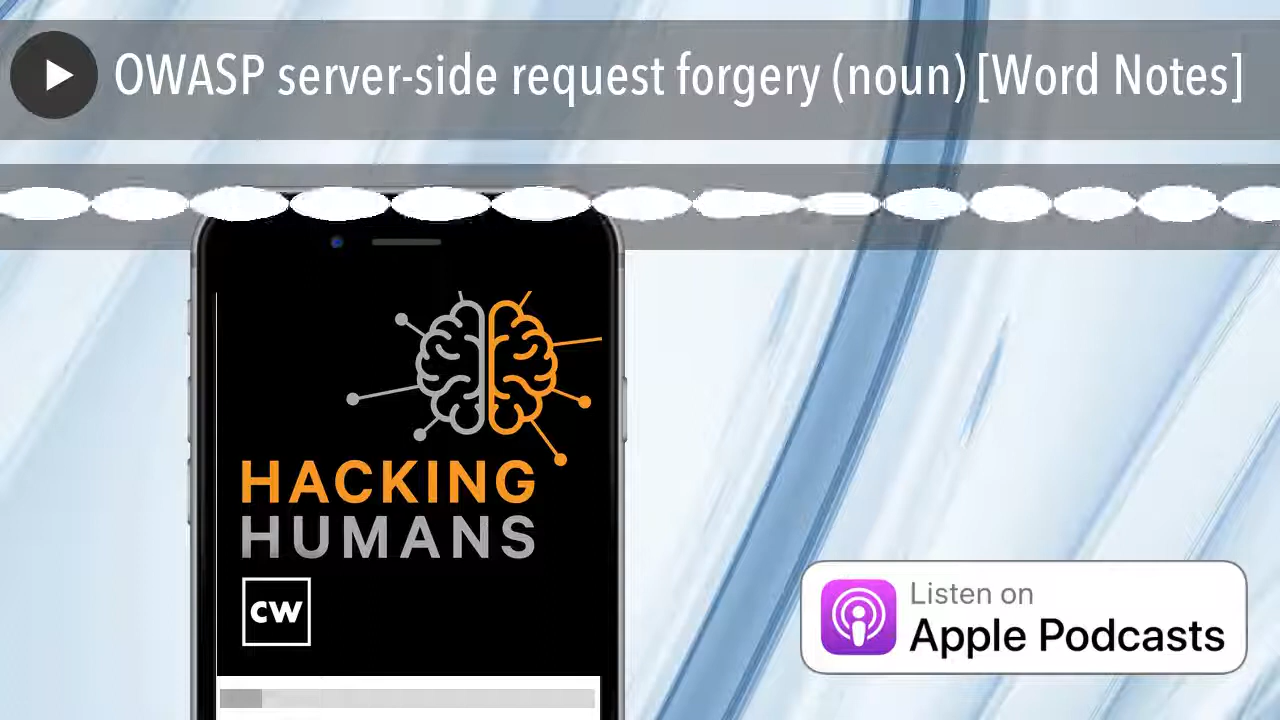 OWASP server-side request forgery (noun) [Word Notes]
HACKING
HUMANS
CW
Listen on
Apple Podcasts